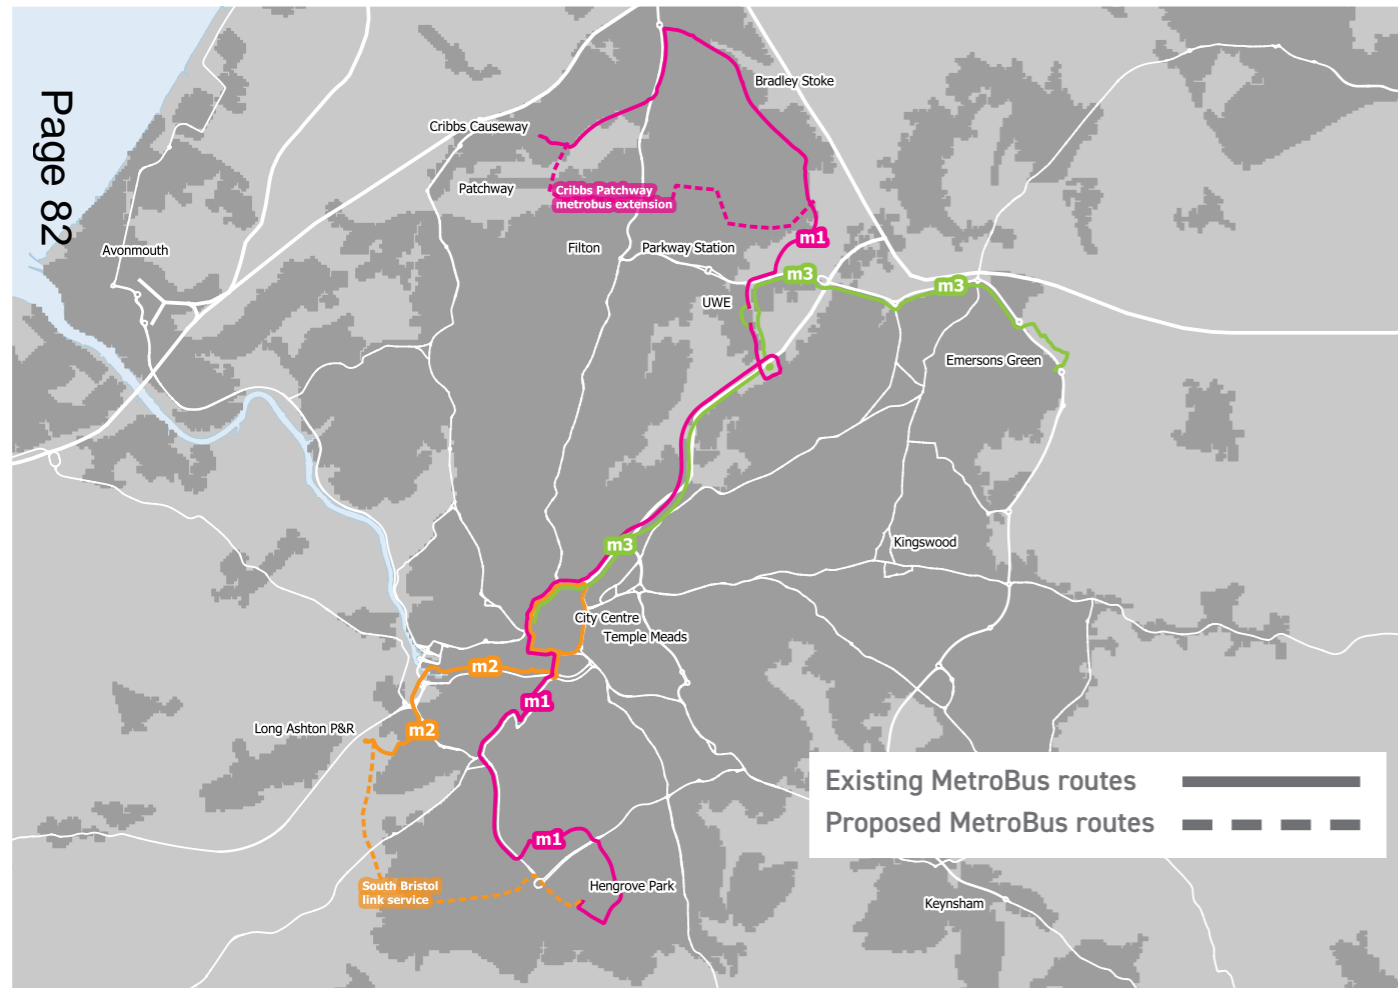 Page 82
Bradley Stoke
Cribbs Causeway
Patchway
Cribbs Patchway
metrobus extension
m1
Avonmouth
Filton
Parkway Station
m3
m3
UWE
Emersons Green
m3
Kingswood
City Centre
Temple Meads
m2
m1
Long Ashton P&R
m2
Existing MetroBus routes
Proposed MetroBus routes
m1
South Bristol
link service
Hengrove Park
Keynsham